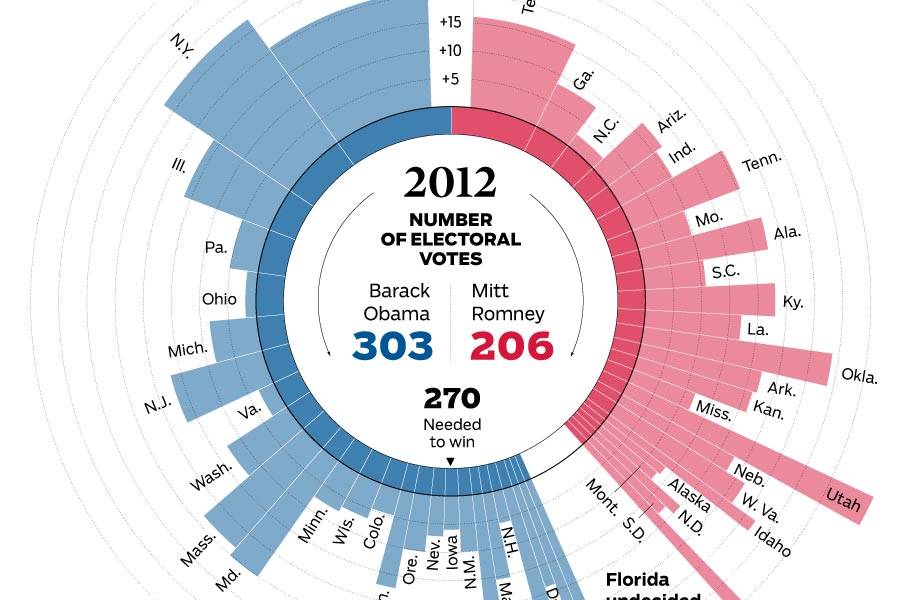 +15
+10
+5
N.Y.
Ill.
Pa.
Ohio
Mich.
N.J.
Va.
Wash.
Mass.
Md.
Minn.
Wis.
Colo.
Ore.
Nev.
Iowa
N.M.
N.H.
Ga.
N.C.
Ariz.
Ind.
Tenn.
Mo.
Ala.
S.C.
Ky.
La.
Okla.
Ark.
Kan.
Miss.
Utah
Neb.
W. Va.
Idaho
Alaska
N.D.
S.D.
Mont.
2012
NUMBER
OF ELECTORAL
VOTES
Barack
Obama
303
Mitt
Romney
206
270
Needed
to win
Florida
undecided